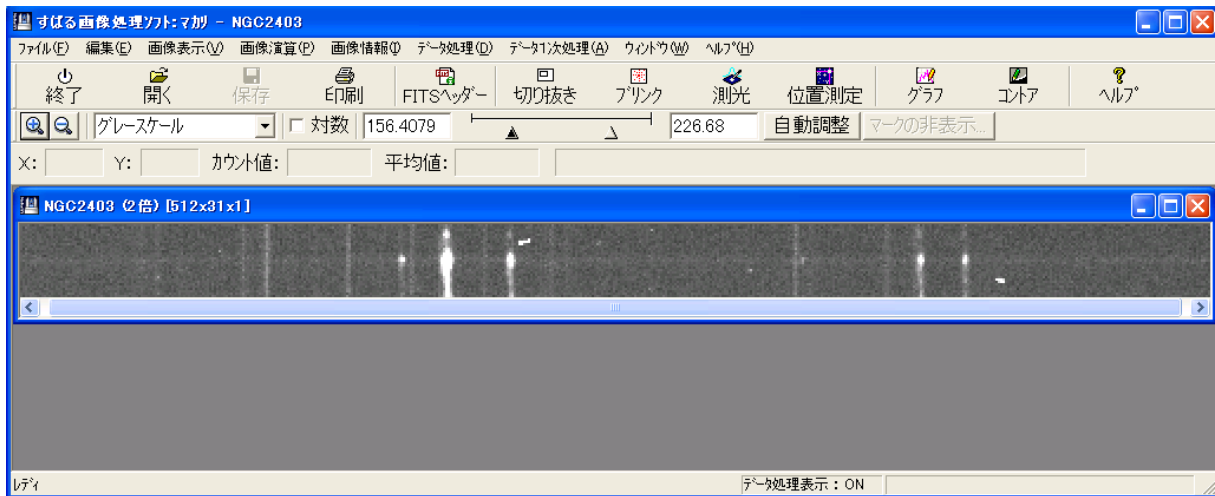 すばる画像処理ソフト:マカリ - NGC2403
ファイル(F) 編集(E) 画像表示(V) 画像演算(P) 画像情報(I) データ処理(D) データ1次処理(A) ウィンドウ(W) ヘルプ(H)
終了 開く 保存 印刷 FITSヘッダー 切り抜き ブリンク 測光 位置測定 グラフ コントア ヘルプ
グレースケール 対数 156.4079 226.68 自動調整 マークの非表示...
X: Y: カウント値: 平均値:
NGC2403 (2倍) [512x31x1]
レディ データ処理表示:ON